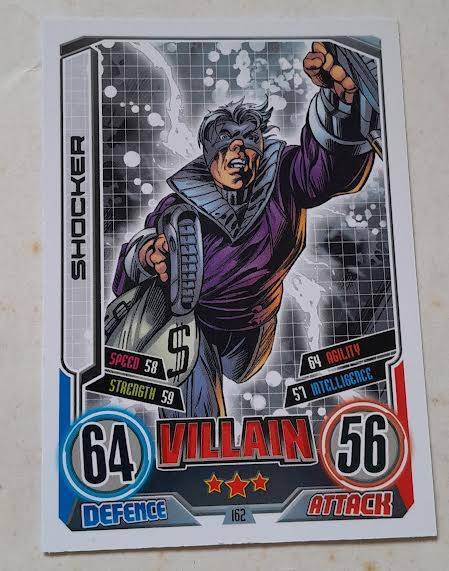 SHOCKER
$
SPEED 58
STRENGTH 59
64 AGILITY
57 INTELLIGENCE
64
VILLAIN
56
DEFENCE
162
ATTACK